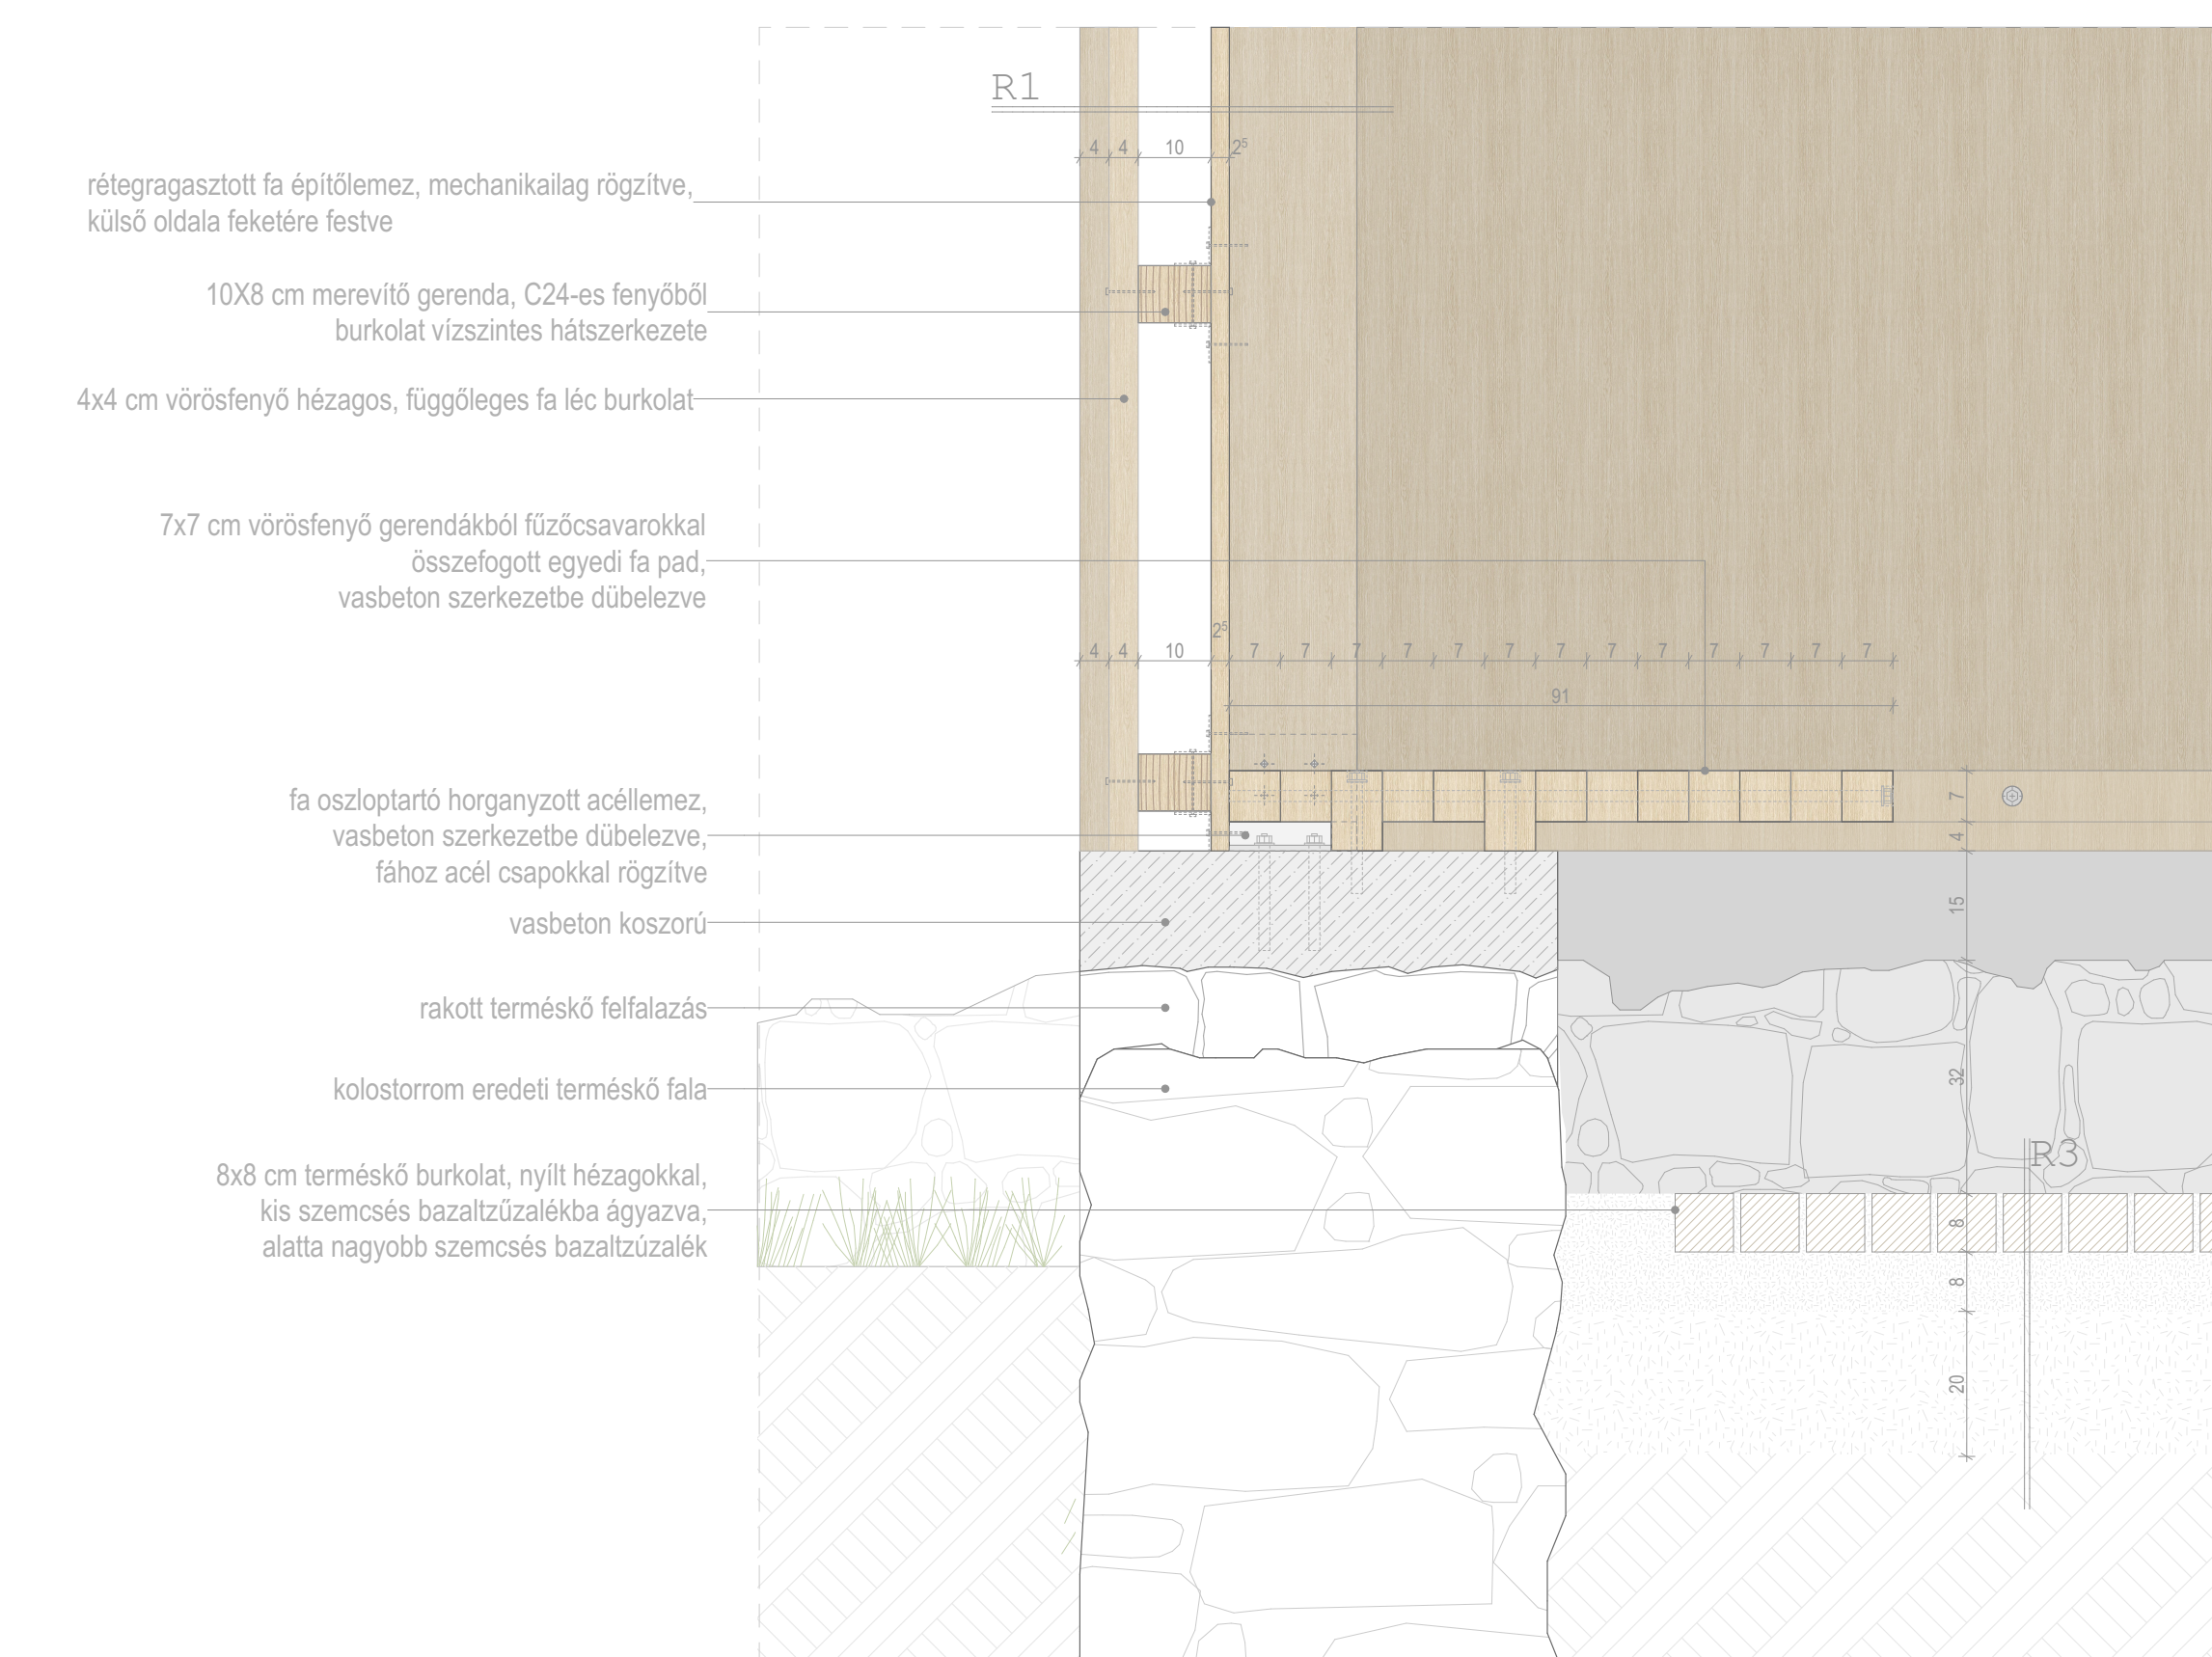 R1
4 4 10 2⁵
rétegragasztott fa építőlemez, mechanikailag rögzítve,
külső oldala feketére festve
10X8 cm merevítő gerenda, C24-es fenyőből
burkolat vízszintes hátszerkezete
4x4 cm vörösfenyő hézagos, függőleges fa léc burkolat
7x7 cm vörösfenyő gerendákból fűzőcsavarokkal
összefogott egyedi fa pad,
vasbeton szerkezetbe dübelezve
4 4 10 2⁵ 7 7 7 7 7 7 7 7 7 7 7 7 7
91
fa oszloptartó horganyzott acéllemez,
vasbeton szerkezetbe dübelezve,
fához acél csapokkal rögzítve
vasbeton koszorú
rakott terméskő felfalazás
kolostorrom eredeti terméskő fala
8x8 cm terméskő burkolat, nyílt hézagokkal,
kis szemcsés bazaltzűzalékba ágyazva,
alatta nagyobb szemcsés bazaltzúzalék
7
4
15
32
8
8
20
R3